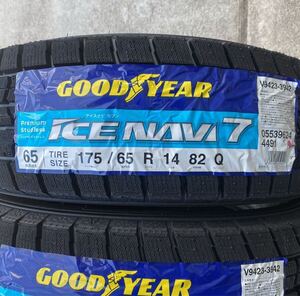 V9423-3942
GOODYEAR
アイスナビ セブン
Premium
Studless
ICE NAVI 7
65
TIRE
SIZE
175/65 R 14 82 Q
4491
V9423-3942
GOODYEAR